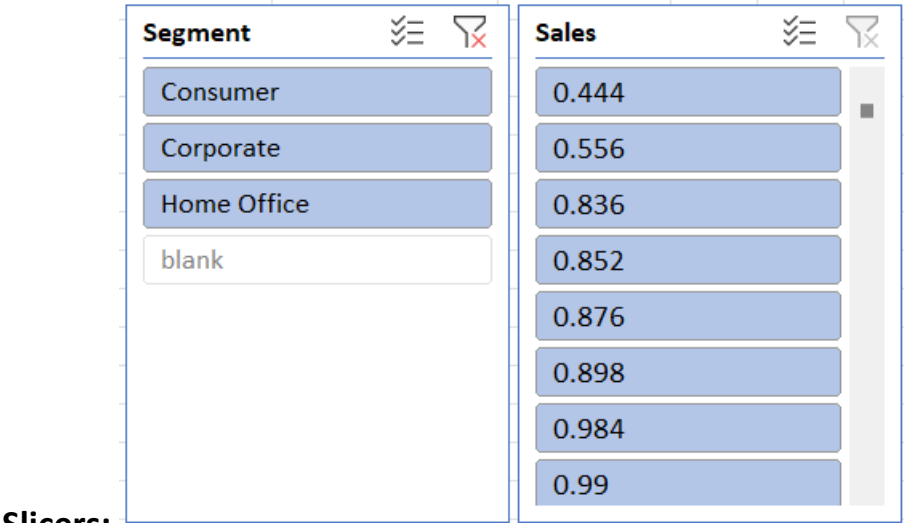 Segment
Consumer
Corporate
Home Office
blank
Sales
0.444
0.556
0.836
0.852
0.876
0.898
0.984
0.99
Slicers: